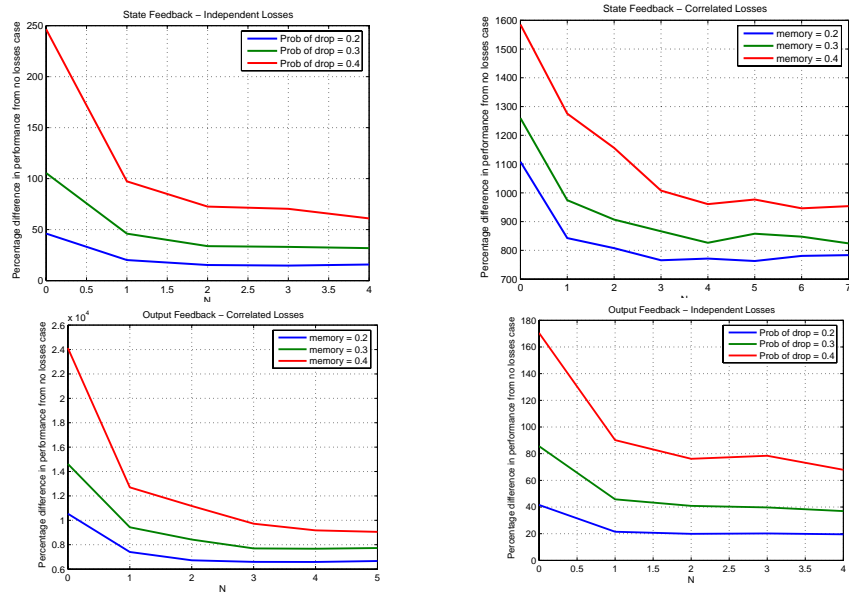 State Feedback – Independent Losses
Percentage difference in performance from no losses case
250
200
150
100
50
0
Prob of drop = 0.2
Prob of drop = 0.3
Prob of drop = 0.4
0 0.5 1 1.5 2 2.5 3 3.5 4
N
State Feedback – Correlated Losses
Percentage difference in performance from no losses case
1600
1500
1400
1300
1200
1100
1000
900
800
700
memory = 0.2
memory = 0.3
memory = 0.4
0 1 2 3 4 5 6 7
Output Feedback – Correlated Losses
x 10⁴
Percentage difference in performance from no losses case
2.6
2.4
2.2
2
1.8
1.6
1.4
1.2
1
0.8
0.6
memory = 0.2
memory = 0.3
memory = 0.4
0 1 2 3 4 5
N
Output Feedback – Independent Losses
Percentage difference in performance from no losses case
180
160
140
120
100
80
60
40
20
0
Prob of drop = 0.2
Prob of drop = 0.3
Prob of drop = 0.4
0 0.5 1 1.5 2 2.5 3 3.5 4
N